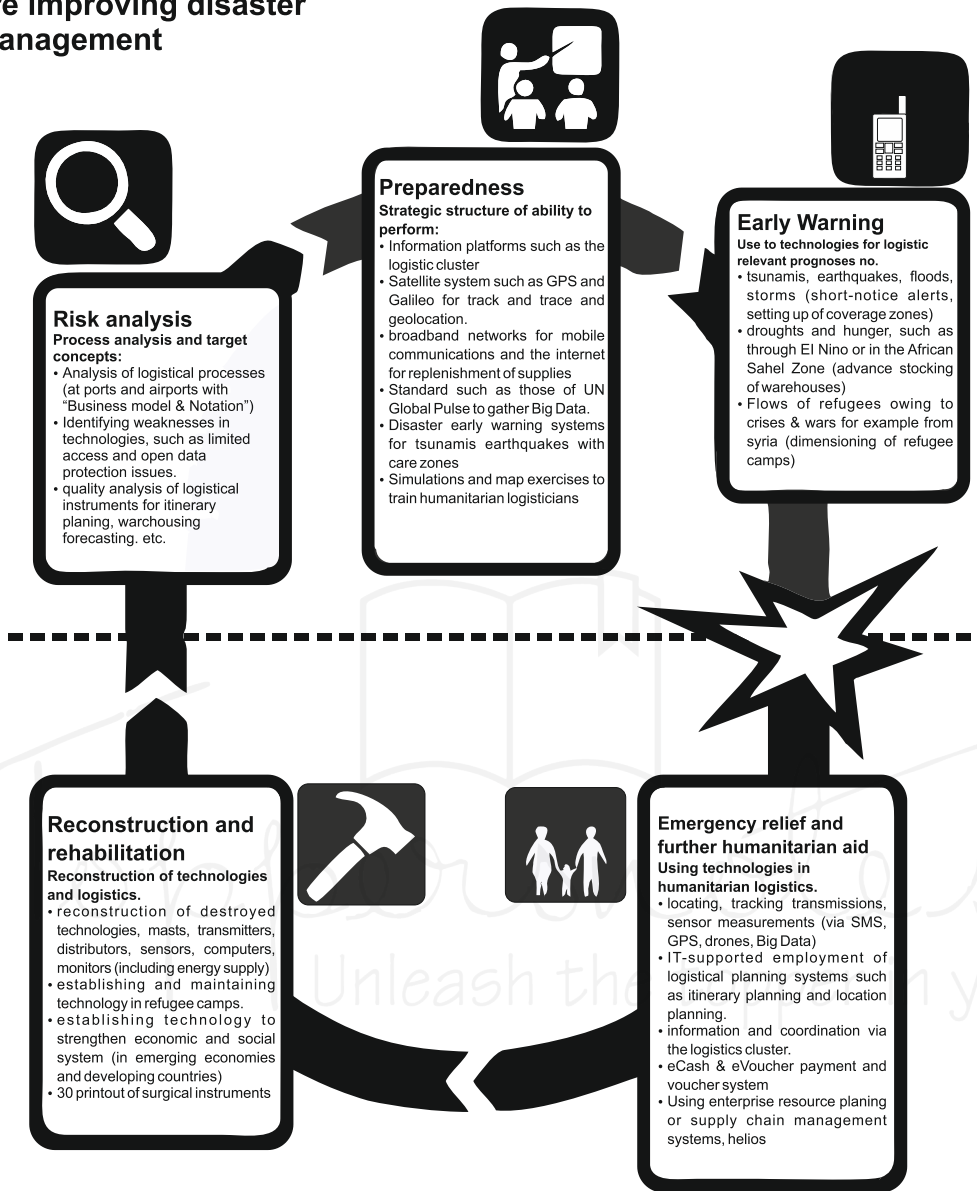 e improving disaster
anagement
Risk analysis
Process analysis and target
concepts:
• Analysis of logistical processes
(at ports and airports with
“Business model & Notation”)
• Identifying weaknesses in
technologies, such as limited
access and open data
protection issues.
• quality analysis of logistical
instruments for itinerary
planing, warchousing
forecasting. etc.
Preparedness
Strategic structure of ability to
perform:
• Information platforms such as the
logistic cluster
• Satellite system such as GPS and
Galileo for track and trace and
geolocation.
• broadband networks for mobile
communications and the internet
for replenishment of supplies
• Standard such as those of UN
Global Pulse to gather Big Data.
• Disaster early warning systems
for tsunamis earthquakes with
care zones
• Simulations and map exercises to
train humanitarian logisticians
Early Warning
Use to technologies for logistic
relevant prognoses no.
• tsunamis, earthquakes, floods,
storms (short-notice alerts,
setting up of coverage zones)
• droughts and hunger, such as
through El Nino or in the African
Sahel Zone (advance stocking
of warehouses)
• Flows of refugees owing to
crises & wars for example from
syria (dimensioning of refugee
camps)
Reconstruction and
rehabilitation
Reconstruction of technologies
and logistics.
• reconstruction of destroyed
technologies, masts, transmitters,
distributors, sensors, computers,
monitors (including energy supply)
• establishing and maintaining
technology in refugee camps.
• establishing technology to
strengthen economic and social
system (in emerging economies
and developing countries)
• 30 printout of surgical instruments
Emergency relief and
further humanitarian aid
Using technologies in
humanitarian logistics.
• locating, tracking transmissions,
sensor measurements (via SMS,
GPS, drones, Big Data)
• IT-supported employment of
logistical planning systems such
as itinerary planning and location
planning.
• information and coordination via
the logistics cluster.
• eCash & eVoucher payment and
voucher system
• Using enterprise resource planing
or supply chain management
systems, helios
Unleash the topper in y